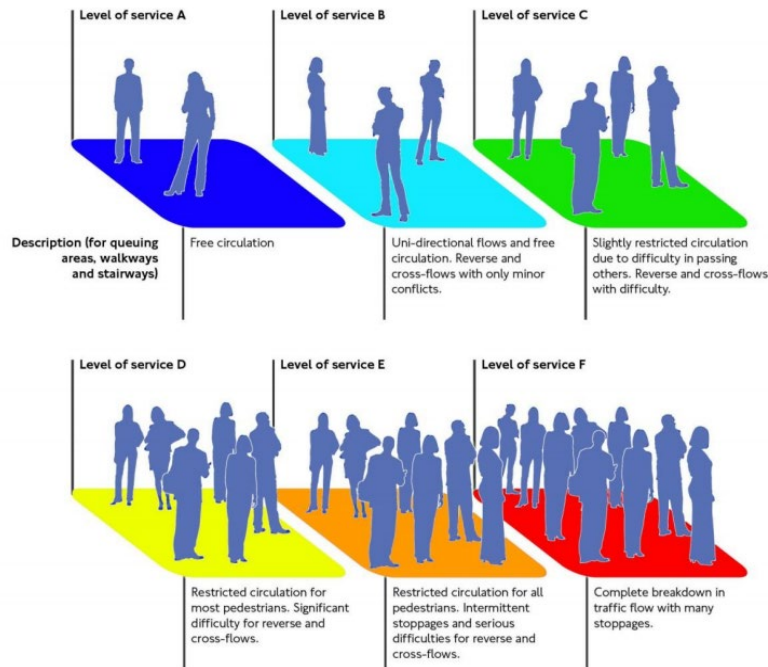 Level of service A
Level of service B
Level of service C
Description (for queuing
areas, walkways
and stairways)
Free circulation
Uni-directional flows and free
circulation. Reverse and
cross-flows with only minor
conflicts.
Slightly restricted circulation
due to difficulty in passing
others. Reverse and cross-flows
with difficulty.
Level of service D
Level of service E
Level of service F
Restricted circulation for
most pedestrians. Significant
difficulty for reverse and
cross-flows.
Restricted circulation for all
pedestrians. Intermittent
stoppages and serious
difficulties for reverse and
cross-flows.
Complete breakdown in
traffic flow with many
stoppages.